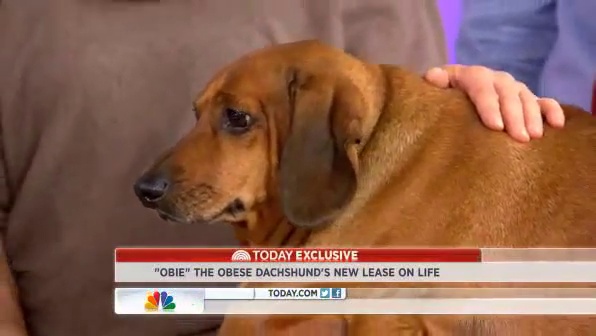 TODAY EXCLUSIVE
"OBIE" THE OBESE DACHSHUND'S NEW LEASE ON LIFE
TODAY.COM